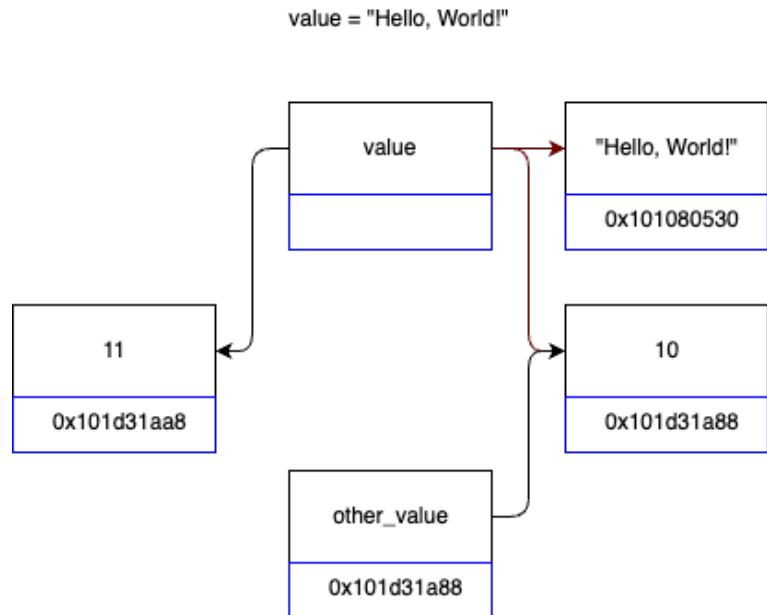 value = "Hello, World!"
value
"Hello, World!"
0x101080530
11
10
0x101d31aa8
0x101d31a88
other_value
0x101d31a88